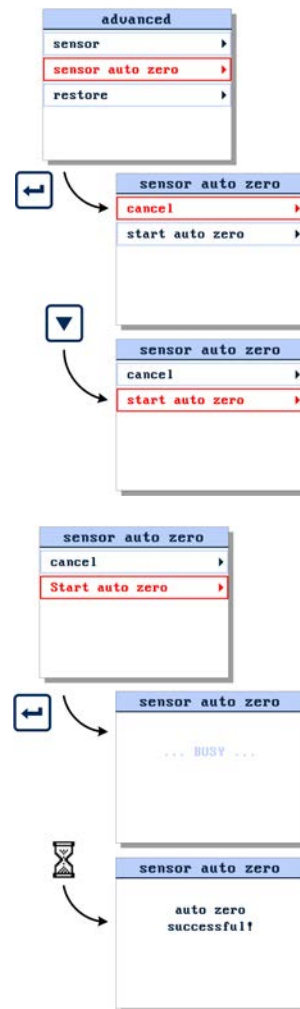 advanced
sensor
sensor auto zero
restore
sensor auto zero
cancel
start auto zero
sensor auto zero
cancel
start auto zero
sensor auto zero
cancel
Start auto zero
sensor auto zero
... BUSY ...
sensor auto zero
auto zero
successful!